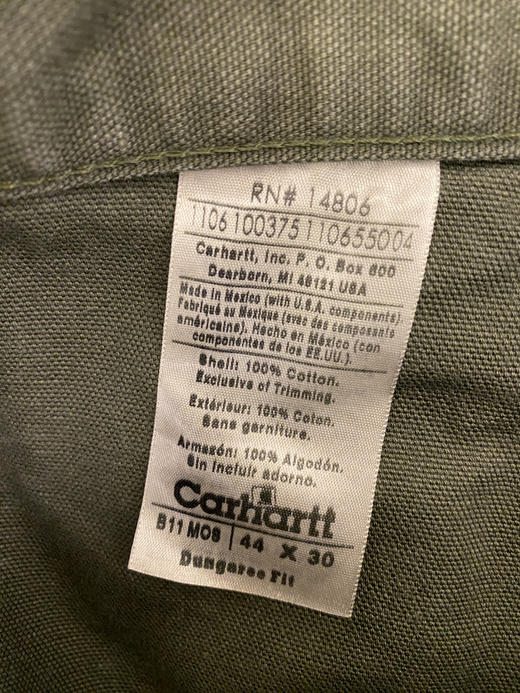 RN# 14806
1106100375110655004
Carhartt, Inc. P. O. Box 600
Dearborn, MI 48121 USA
Made in Mexico (with U.S.A. components)
Fabriqué au Mexique (avec des composants
américains). Hecho en México (con
componentes de los EE.UU.).
Shell: 100% Cotton.
Exclusive of Trimming.
Extérieur: 100% Coton.
Sans garniture.
Armazón: 100% Algodón.
Sin incluir adorno.
Carhartt
B11 MOS | 44 X 30
Dungaree Fit